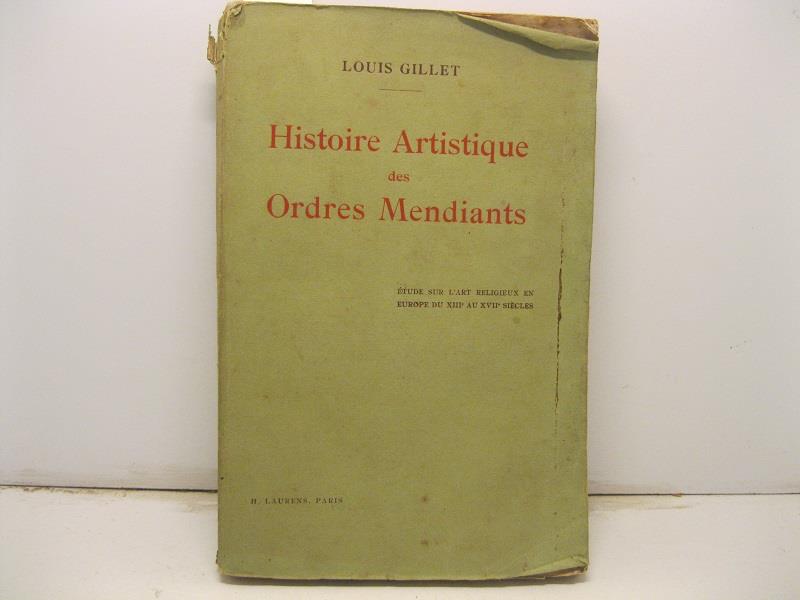 LOUIS GILLET
Histoire Artistique
des
Ordres Mendiants
ÉTUDE SUR L'ART RELIGIEUX EN
EUROPE DU XIIIe AU XVIIe SIÈCLES
H. LAURENS, PARIS